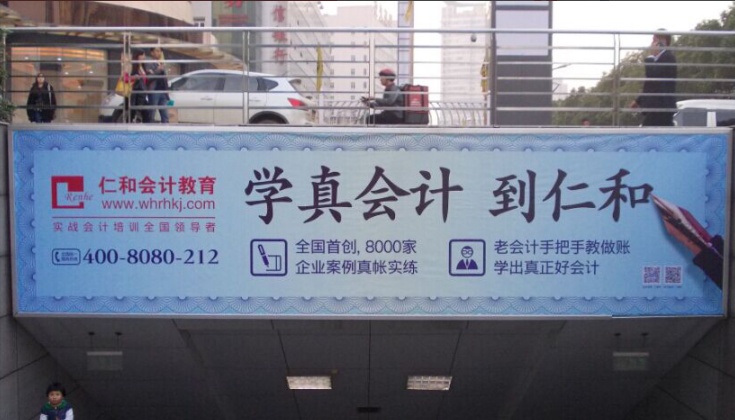 仁和会计教育
Renhe
www.whrhkj.com
实战会计培训全国领导者
400-8080-212
学真会计 到仁和
全国首创, 8000家
企业案例真帐实练
老会计手把手教做账
学出真正好会计